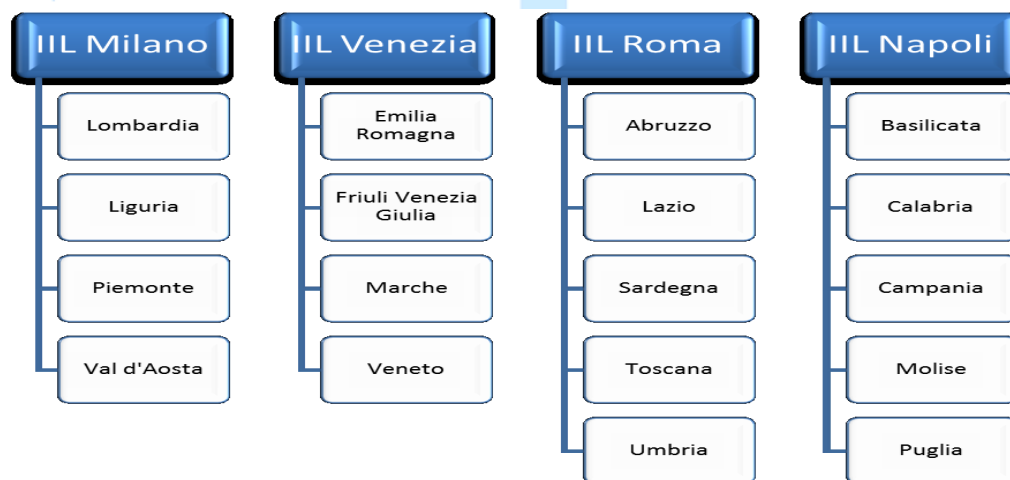 IIL Milano
Lombardia
Liguria
Piemonte
Val d'Aosta
IIL Venezia
Emilia
Romagna
Friuli Venezia
Giulia
Marche
Veneto
IIL Roma
Abruzzo
Lazio
Sardegna
Toscana
Umbria
IIL Napoli
Basilicata
Calabria
Campania
Molise
Puglia